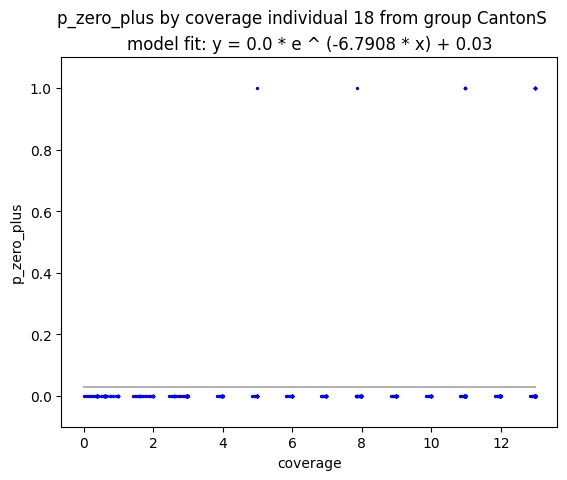 p_zero_plus by coverage individual 18 from group CantonS
model fit: y = 0.0 * e ^ (-6.7908 * x) + 0.03
1.0
0.8
0.6
0.4
0.2
0.0
p_zero_plus
0 2 4 6 8 10 12
coverage